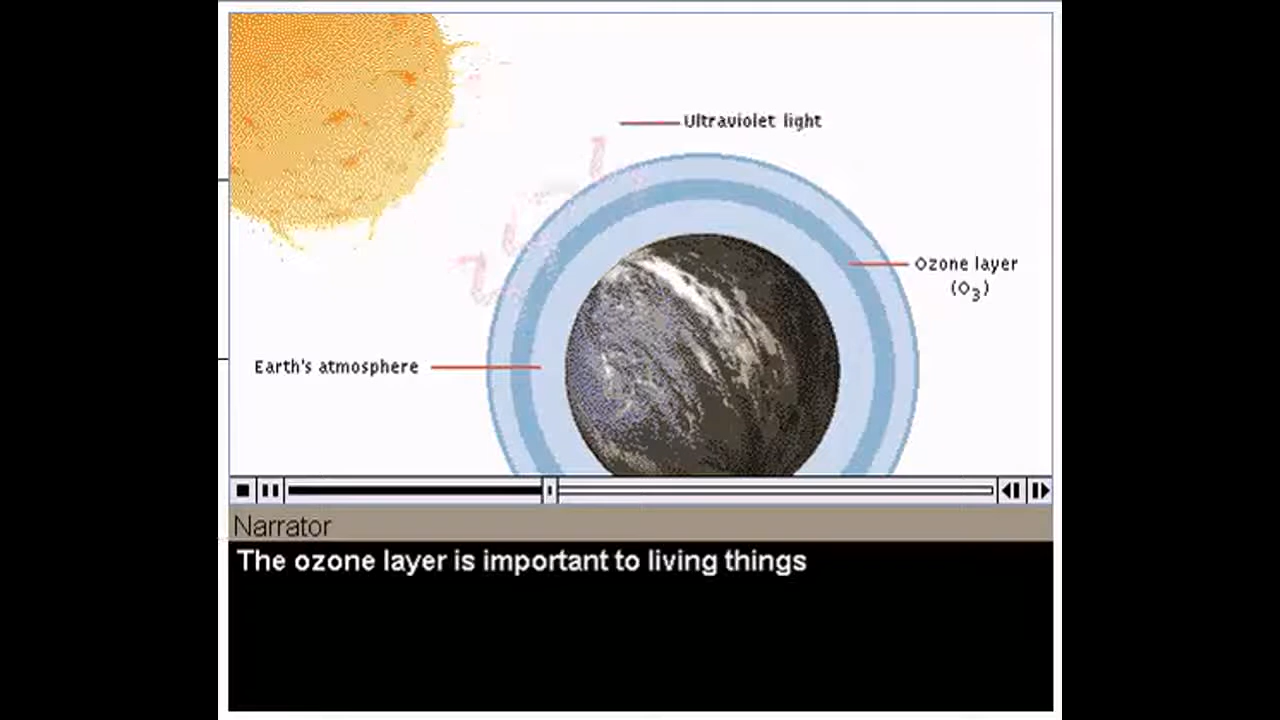 Ultraviolet light
Ozone layer
(O3)
Earth's atmosphere
Narrator
The ozone layer is important to living things